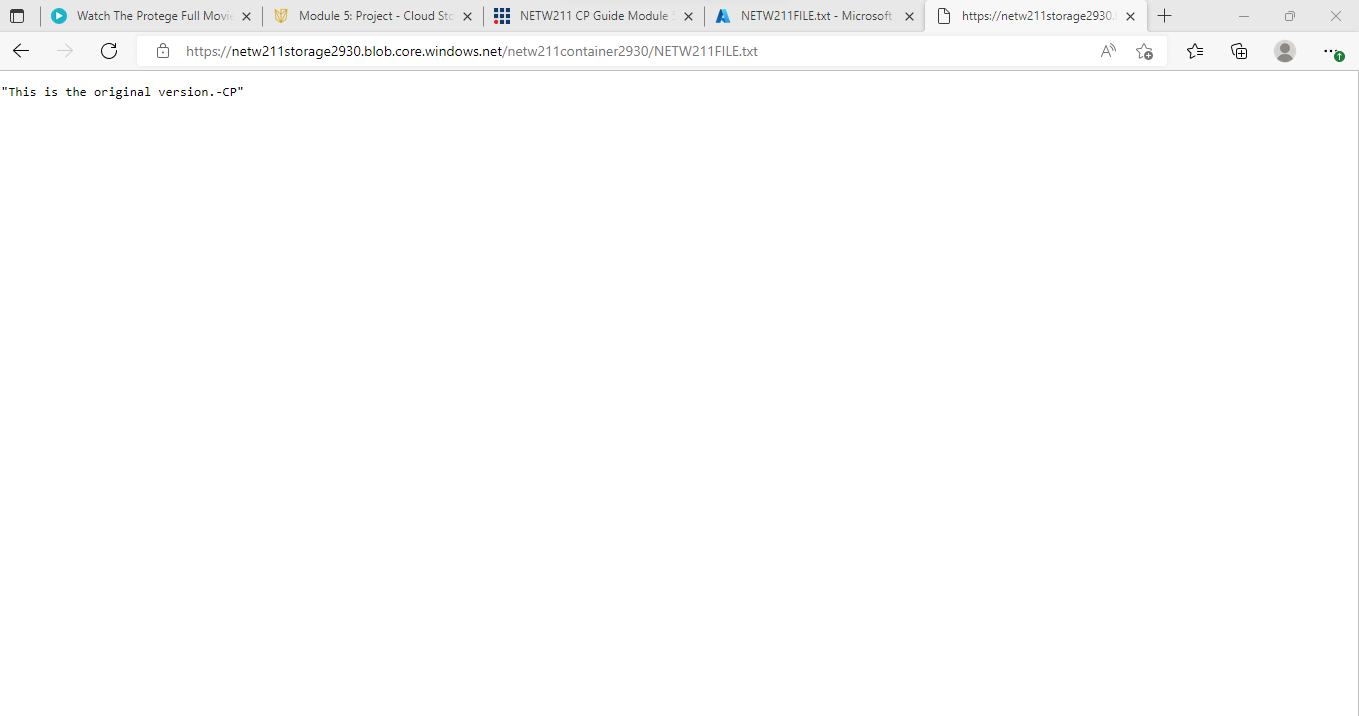 Watch The Protege Full Movie
Module 5: Project - Cloud Sto
NETW211 CP Guide Module
NETW211FILE.txt - Microsoft
https://netw211storage2930.
https://netw211storage2930.blob.core.windows.net/netw211container2930/NETW211FILE.txt
"This is the original version.-CP"